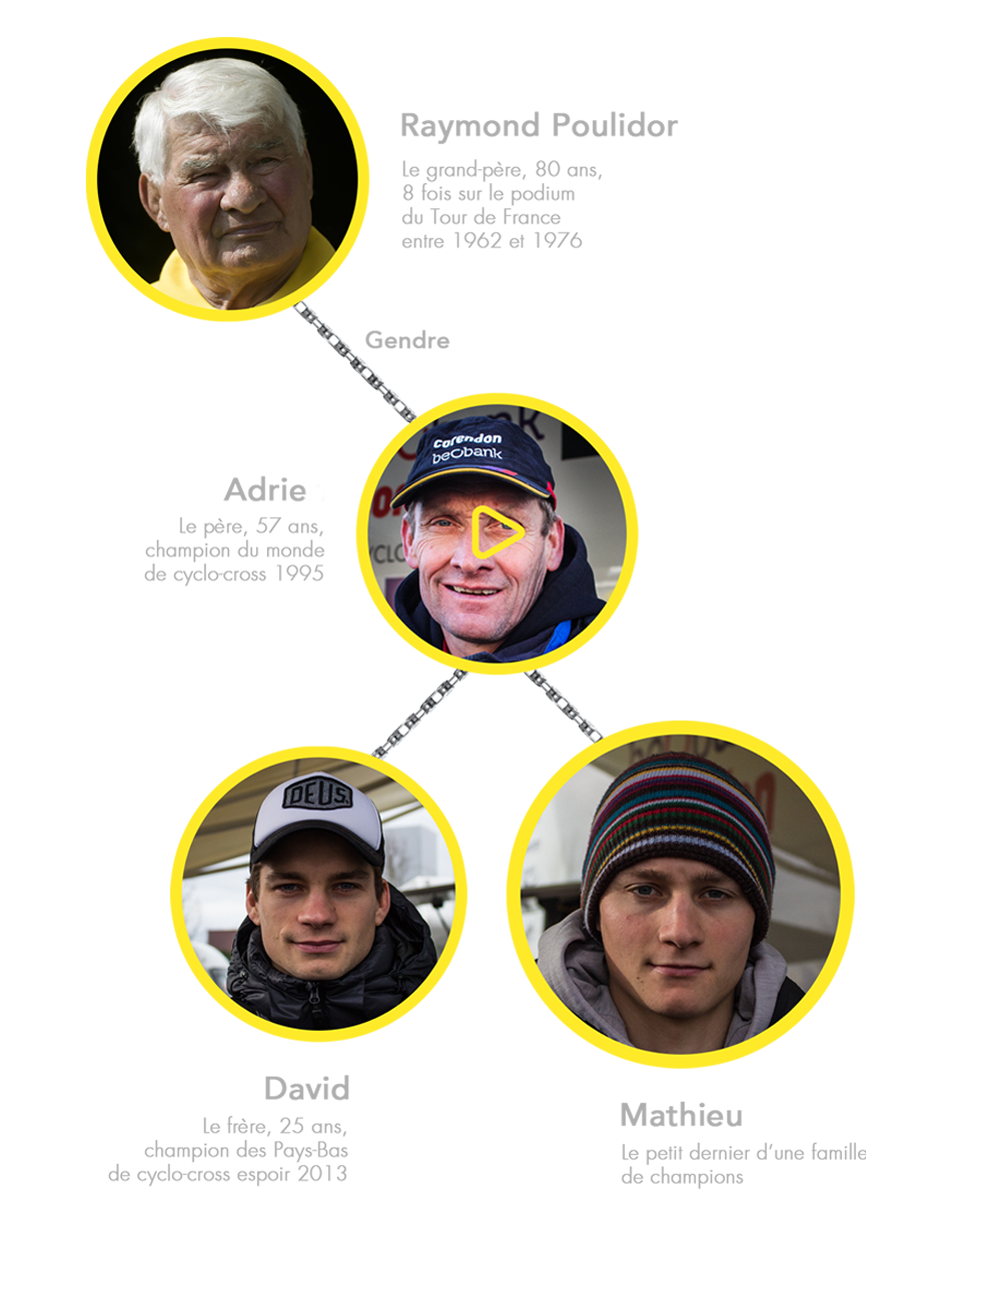 Raymond Poulidor
Le grand-père, 80 ans,
8 fois sur le podium
du Tour de France
entre 1962 et 1976
Gendre
corendon
beobank
Adrie
Le père, 57 ans,
champion du monde
de cyclo-cross 1995
DEUS
David
Le frère, 25 ans,
champion des Pays-Bas
de cyclo-cross espoir 2013
Mathieu
Le petit dernier d'une famille
de champions